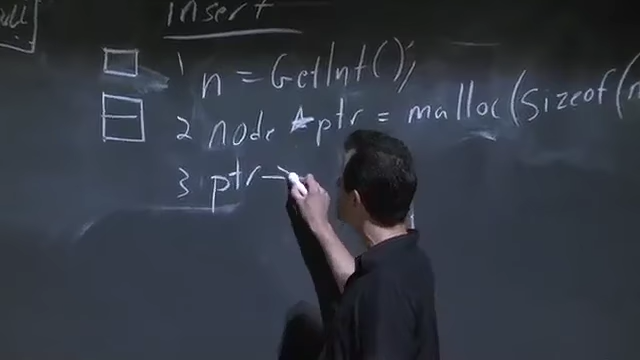 insert
1 n = GetInt();
2 node *ptr = malloc(sizeof(n
3 ptr->